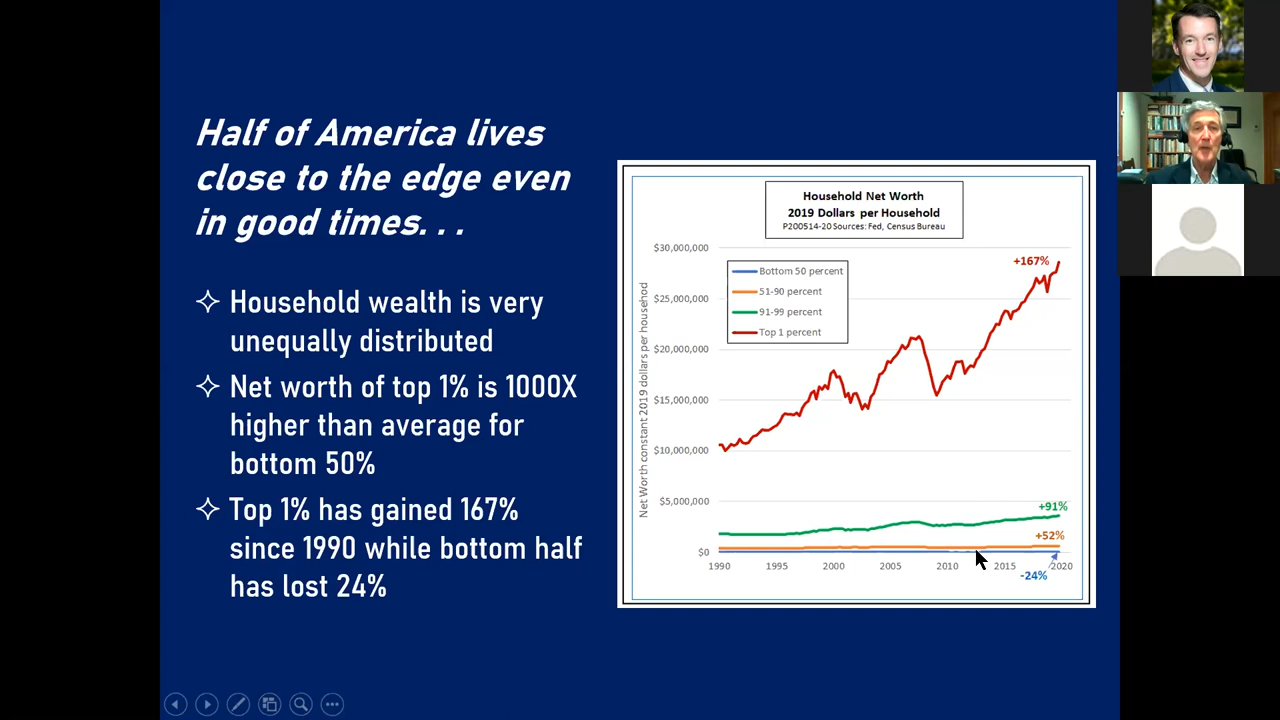 Half of America lives
close to the edge even
in good times. . .
Household wealth is very
unequally distributed
Net worth of top 1% is 1000X
higher than average for
bottom 50%
Top 1% has gained 167%
since 1990 while bottom half
has lost 24%
Household Net Worth
2019 Dollars per Household
P200514-20 Sources: Fed, Census Bureau
Net Worth constant 2019 dollars per househod
$30,000,000
$25,000,000
$20,000,000
$15,000,000
$10,000,000
$5,000,000
$0
Bottom 50 percent
51-90 percent
91-99 percent
Top 1 percent
+167%
+91%
+52%
-24%
1990 1995 2000 2005 2010 2015 2020